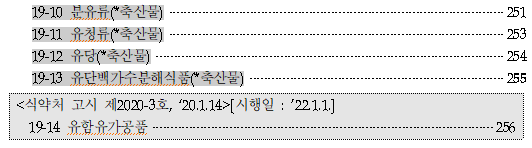 19-10 분유류(*축산물) 251
19-11 유청류(*축산물) 253
19-12 유당(*축산물) 254
19-13 유단백가수분해식품(*축산물) 255
<식약처 고시 제2020-3호, ‘20.1.14>[시행일 : ’22.1.1.]
19-14 유함유가공품 256